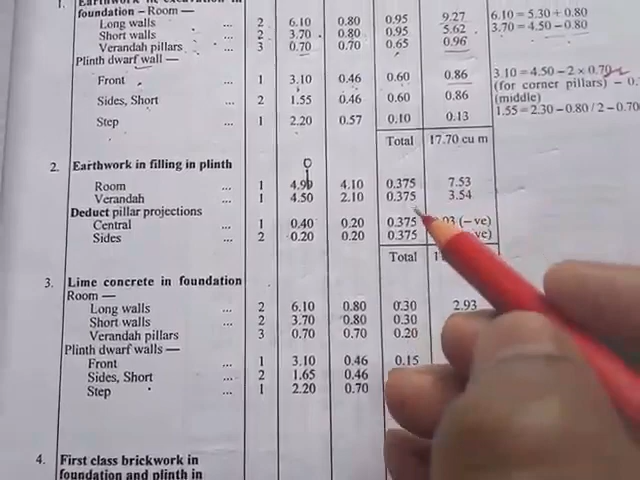 1. Earthwork in excavation in
foundation – Room —
Long walls ... 2 6.10 0.80 0.95 9.27 6.10 = 5.30 + 0.80
Short walls ... 2 3.70 0.80 0.95 5.62 3.70 = 4.50 – 0.80
Verandah pillars ... 3 0.70 0.70 0.65 0.96
Plinth dwarf wall —
Front ... 1 3.10 0.46 0.60 0.86 3.10 = 4.50 – 2 × 0.70
(for corner pillars) – 0.
(middle)
Sides, Short ... 2 1.55 0.46 0.60 0.86 1.55 = 2.30 – 0.80 / 2 – 0.70
Step ... 1 2.20 0.57 0.10 0.13
Total 17.70 cu m
2. Earthwork in filling in plinth
Room ... 1 4.90 4.10 0.375 7.53
Verandah ... 1 4.50 2.10 0.375 3.54
Deduct pillar projections
Central ... 1 0.40 0.20 0.375 (– ve)
Sides ... 2 0.20 0.20 0.375 ve)
Total
3. Lime concrete in foundation
Room —
Long walls ... 2 6.10 0.80 0.30 2.93
Short walls ... 2 3.70 0.80 0.30
Verandah pillars ... 3 0.70 0.70 0.20
Plinth dwarf walls —
Front ... 1 3.10 0.46 0.15
Sides, Short ... 2 1.65 0.46
Step ... 1 2.20 0.70
4. First class brickwork in
foundation and plinth in